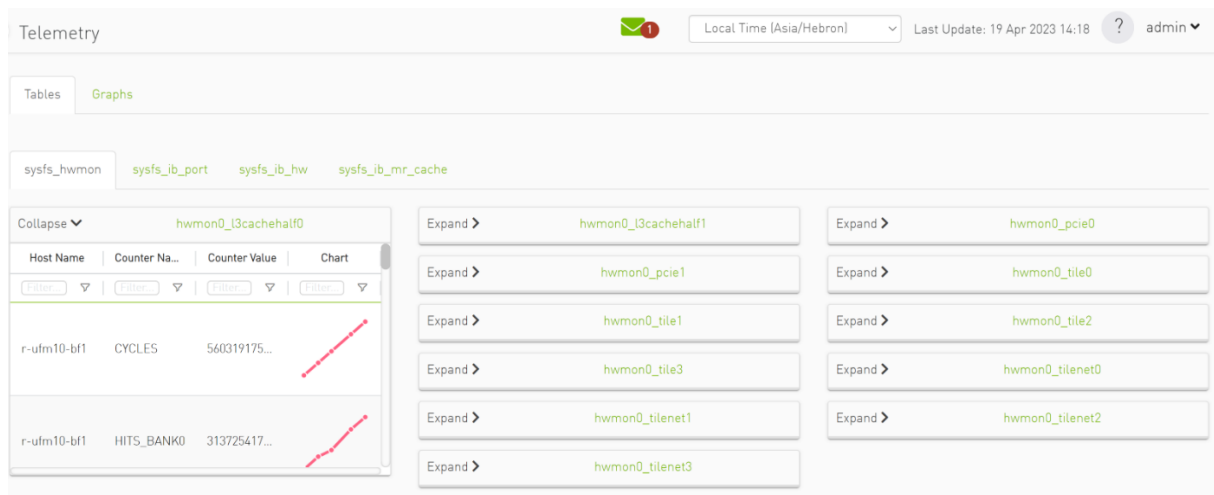 Telemetry
1
Local Time (Asia/Hebron)
Last Update: 19 Apr 2023 14:18
?
admin
Tables
Graphs
sysfs_hwmon
sysfs_ib_port
sysfs_ib_hw
sysfs_ib_mr_cache
Collapse
hwmon0_l3cachehalf0
Host Name
Counter Na...
Counter Value
Chart
Filter...
Filter...
Filter...
Filter...
r-ufm10-bf1
CYCLES
560319175...
r-ufm10-bf1
HITS_BANK0
313725417...
Expand
hwmon0_l3cachehalf1
Expand
hwmon0_pcie0
Expand
hwmon0_pcie1
Expand
hwmon0_tile0
Expand
hwmon0_tile1
Expand
hwmon0_tile2
Expand
hwmon0_tile3
Expand
hwmon0_tilenet0
Expand
hwmon0_tilenet1
Expand
hwmon0_tilenet2
Expand
hwmon0_tilenet3